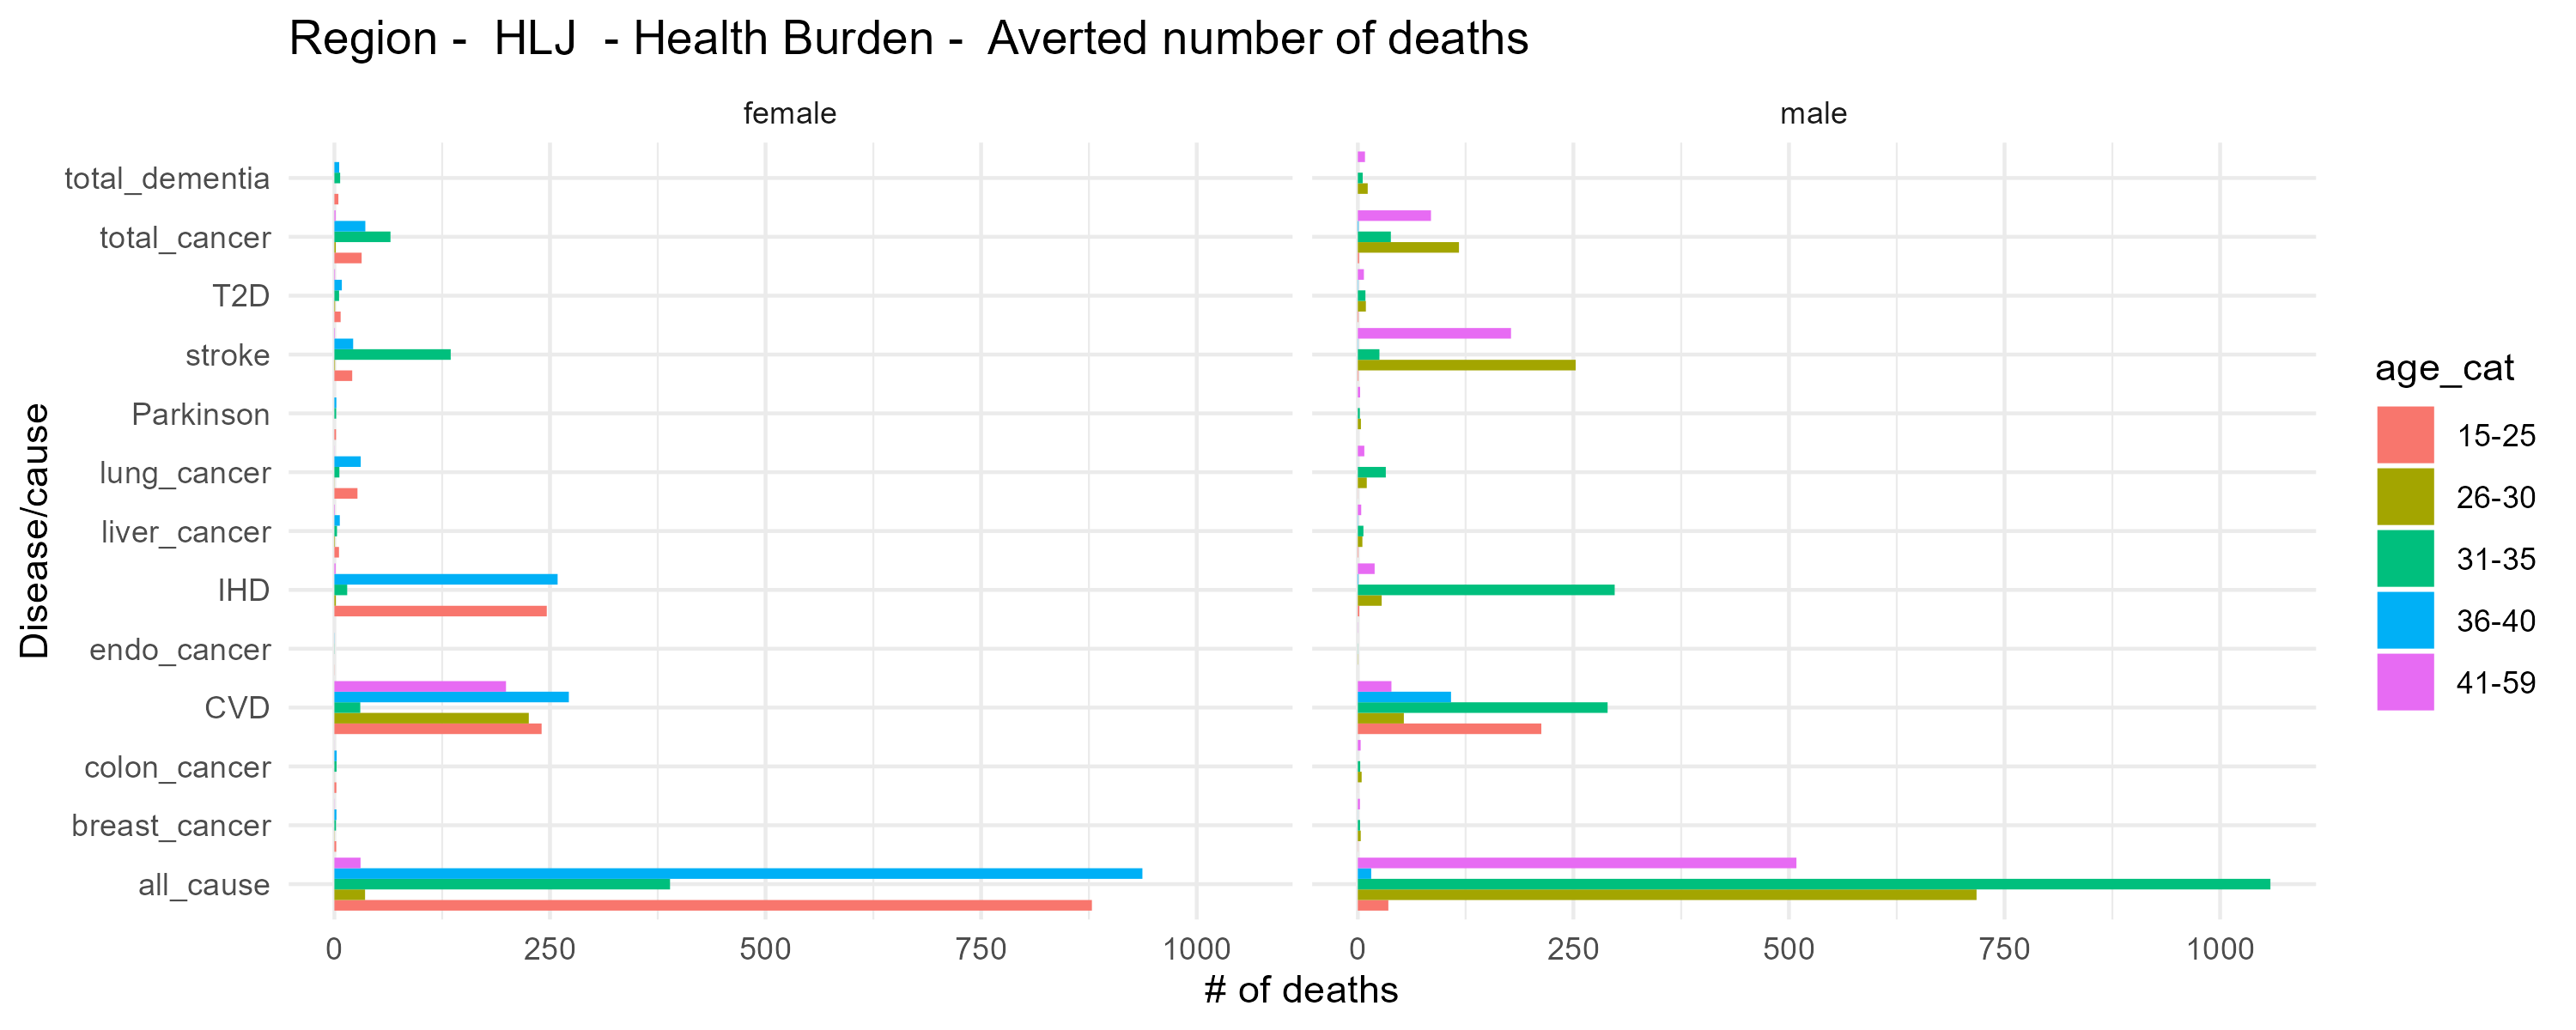 Region -  HLJ  - Health Burden -  Averted number of deaths
female
male
Disease/cause
total_dementia
total_cancer
T2D
stroke
Parkinson
lung_cancer
liver_cancer
IHD
endo_cancer
CVD
colon_cancer
breast_cancer
all_cause
0 250 500 750 1000
0 250 500 750 1000
# of deaths
age_cat
15-25
26-30
31-35
36-40
41-59